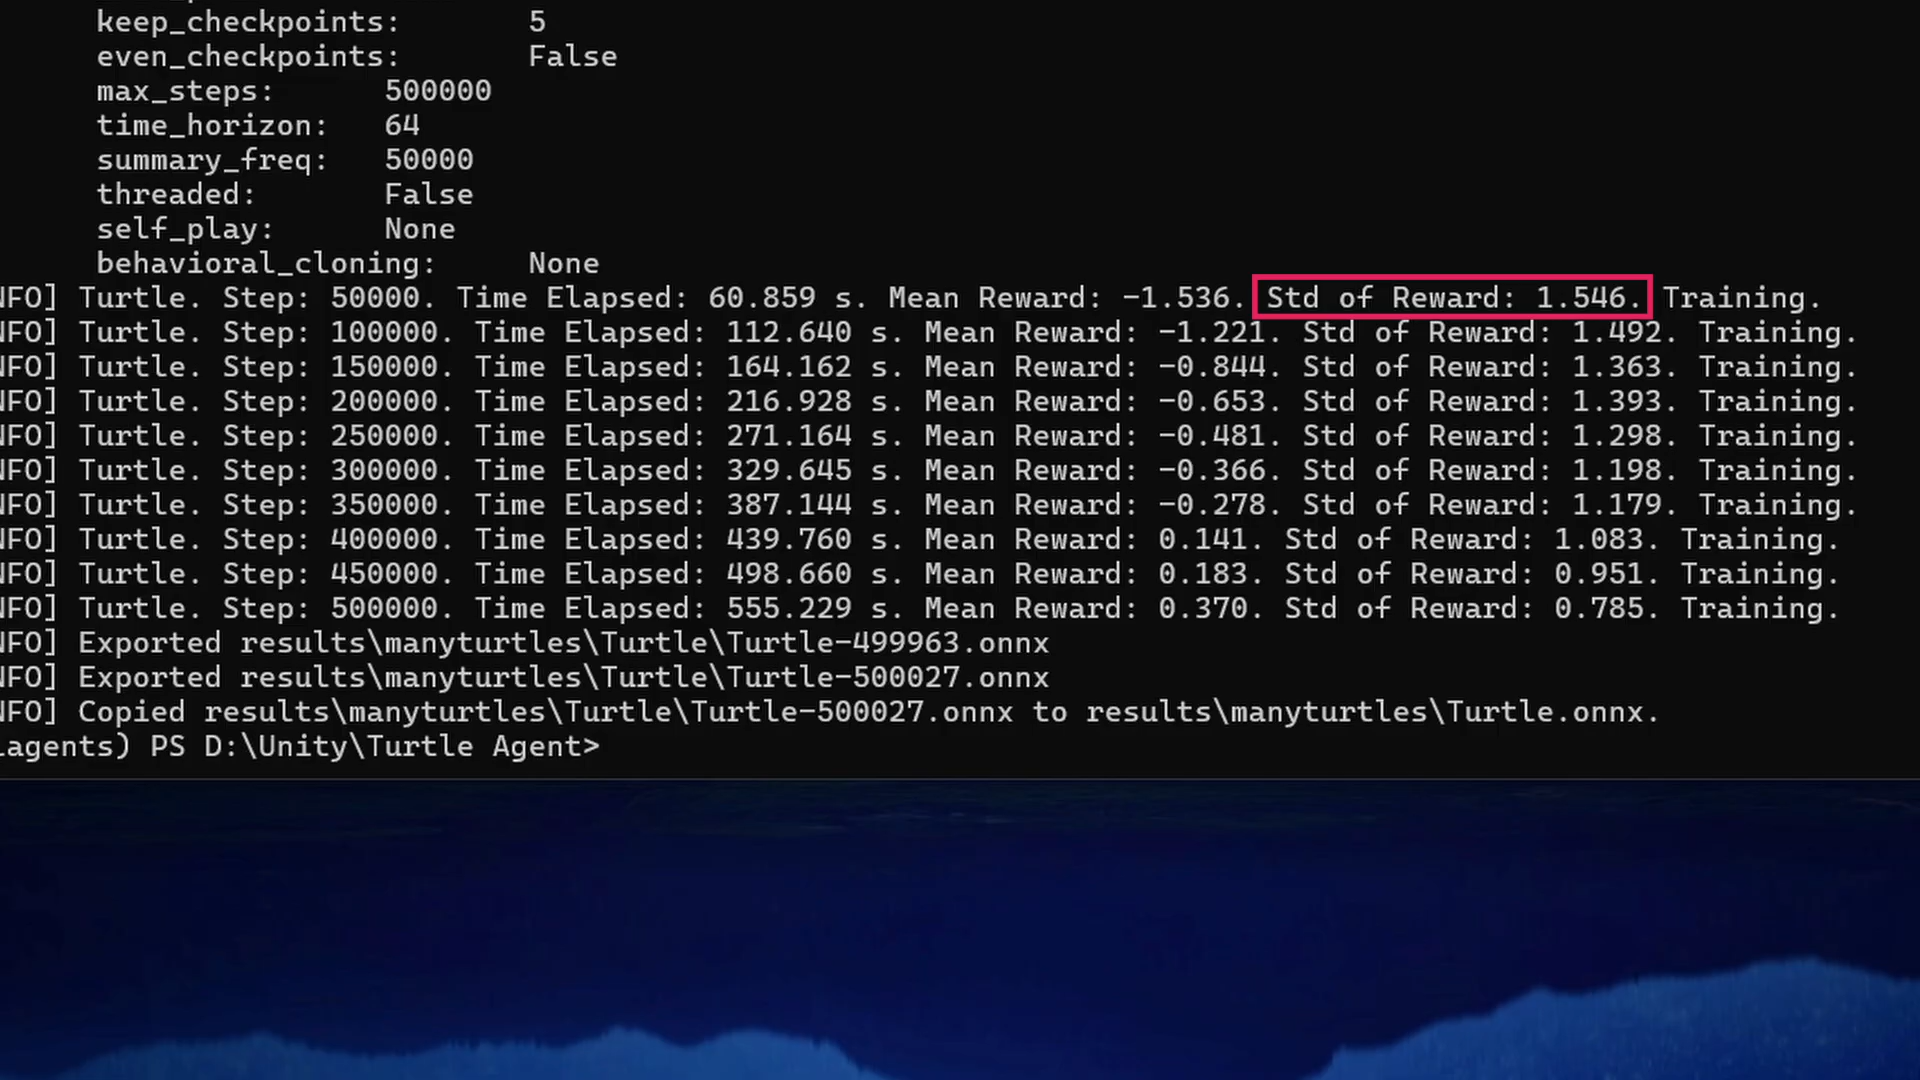 keep_checkpoints: 5
even_checkpoints: False
max_steps: 500000
time_horizon: 64
summary_freq: 50000
threaded: False
self_play: None
behavioral_cloning: None
NFO] Turtle. Step: 50000. Time Elapsed: 60.859 s. Mean Reward: -1.536. Std of Reward: 1.546. Training.
NFO] Turtle. Step: 100000. Time Elapsed: 112.640 s. Mean Reward: -1.221. Std of Reward: 1.492. Training.
NFO] Turtle. Step: 150000. Time Elapsed: 164.162 s. Mean Reward: -0.844. Std of Reward: 1.363. Training.
NFO] Turtle. Step: 200000. Time Elapsed: 216.928 s. Mean Reward: -0.653. Std of Reward: 1.393. Training.
NFO] Turtle. Step: 250000. Time Elapsed: 271.164 s. Mean Reward: -0.481. Std of Reward: 1.298. Training.
NFO] Turtle. Step: 300000. Time Elapsed: 329.645 s. Mean Reward: -0.366. Std of Reward: 1.198. Training.
NFO] Turtle. Step: 350000. Time Elapsed: 387.144 s. Mean Reward: -0.278. Std of Reward: 1.179. Training.
NFO] Turtle. Step: 400000. Time Elapsed: 439.760 s. Mean Reward: 0.141. Std of Reward: 1.083. Training.
NFO] Turtle. Step: 450000. Time Elapsed: 498.660 s. Mean Reward: 0.183. Std of Reward: 0.951. Training.
NFO] Turtle. Step: 500000. Time Elapsed: 555.229 s. Mean Reward: 0.370. Std of Reward: 0.785. Training.
NFO] Exported results\manyturtles\Turtle\Turtle-499963.onnx
NFO] Exported results\manyturtles\Turtle\Turtle-500027.onnx
NFO] Copied results\manyturtles\Turtle\Turtle-500027.onnx to results\manyturtles\Turtle.onnx.
lagents) PS D:\Unity\Turtle Agent>